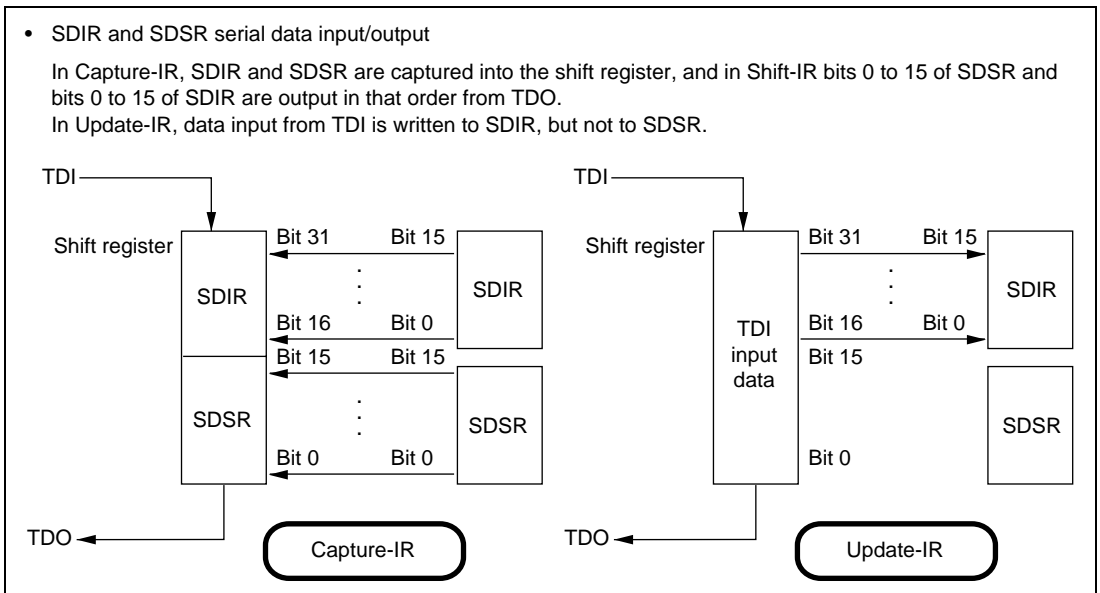 • SDIR and SDSR serial data input/output
In Capture-IR, SDIR and SDSR are captured into the shift register, and in Shift-IR bits 0 to 15 of SDSR and
bits 0 to 15 of SDIR are output in that order from TDO.
In Update-IR, data input from TDI is written to SDIR, but not to SDSR.
TDI
Shift register
SDIR
SDSR
Bit 31 Bit 15
Bit 16 Bit 0
Bit 15 Bit 15
Bit 0 Bit 0
SDIR
SDSR
TDO
Capture-IR
TDI
Shift register
TDI
input
data
Bit 31 Bit 15
Bit 16 Bit 0
Bit 15
Bit 0
SDIR
SDSR
TDO
Update-IR